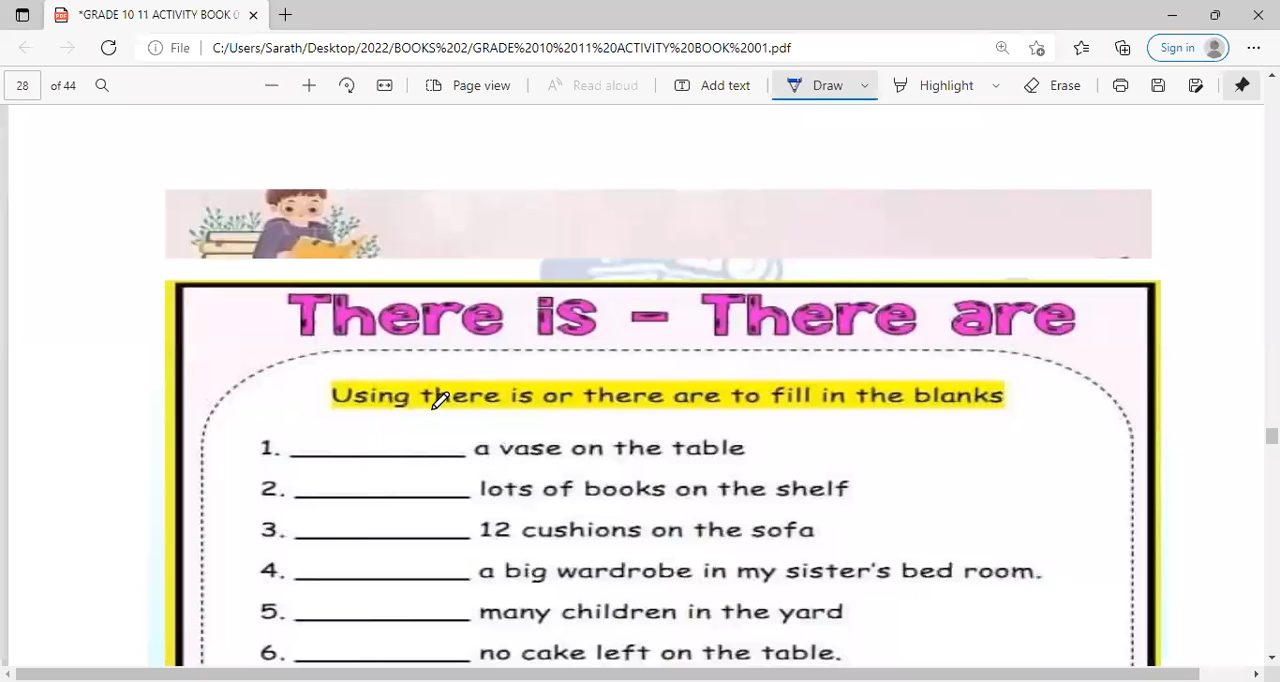 *GRADE 10 11 ACTIVITY BOOK 0
File C:/Users/Sarath/Desktop/2022/BOOKS%202/GRADE%2010%2011%20ACTIVITY%20BOOK%2001.pdf Sign in
28 of 44 Page view Read aloud Add text Draw Highlight Erase
There is - There are
Using there is or there are to fill in the blanks
1. ____________ a vase on the table
2. ____________ lots of books on the shelf
3. ____________ 12 cushions on the sofa
4. ____________ a big wardrobe in my sister's bed room.
5. ____________ many children in the yard
6. ____________ no cake left on the table.